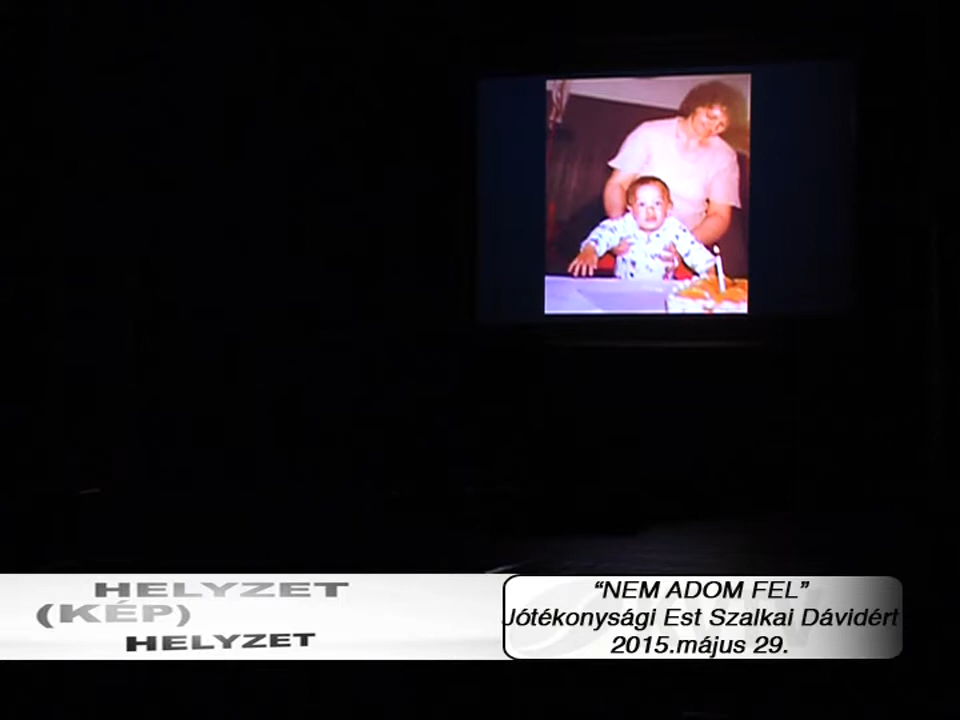 HELYZET
(KÉP)
HELYZET
“NEM ADOM FEL”
Jótékonysági Est Szalkai Dávidért
2015.május 29.